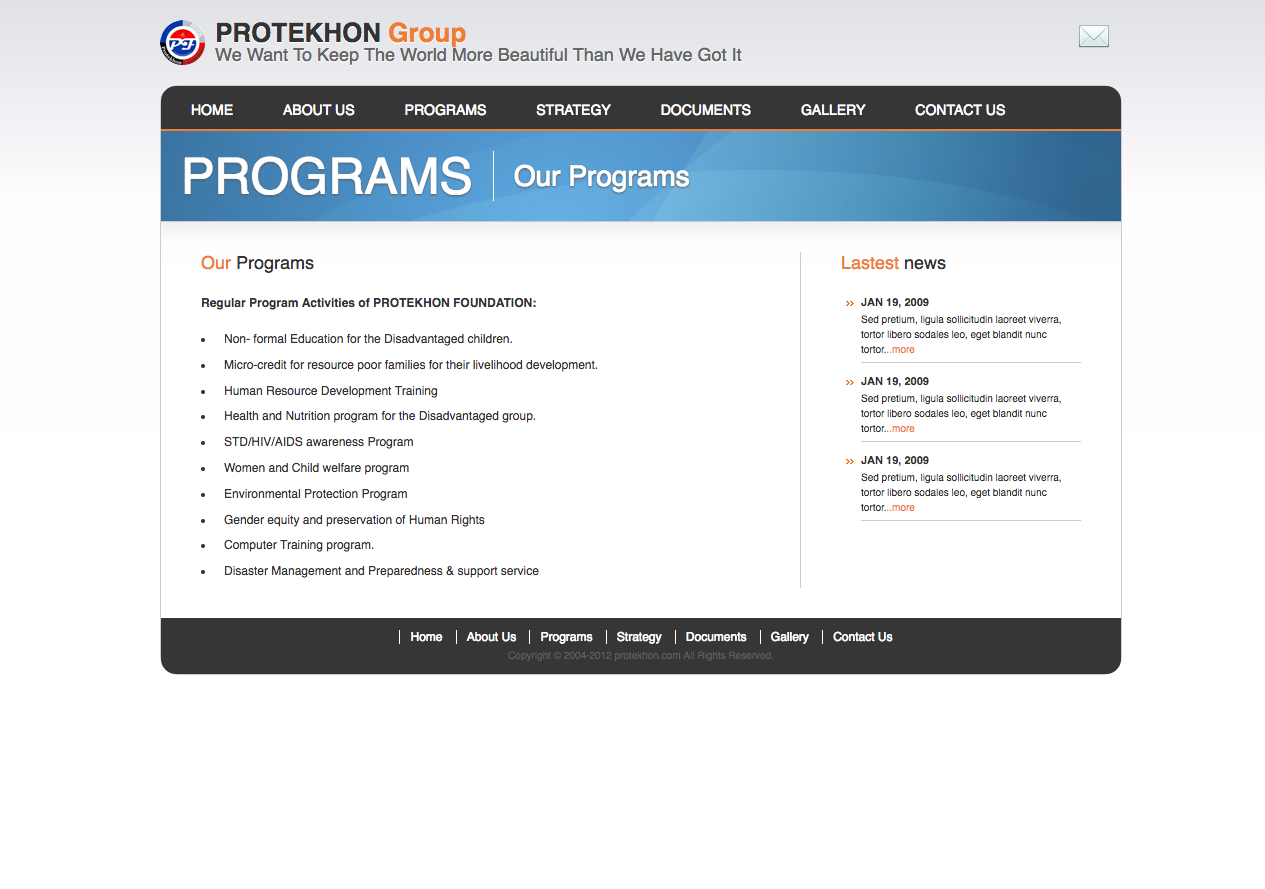 PROTEKHON Group
We Want To Keep The World More Beautiful Than We Have Got It
HOME ABOUT US PROGRAMS STRATEGY DOCUMENTS GALLERY CONTACT US
PROGRAMS Our Programs
Our Programs
Regular Program Activities of PROTEKHON FOUNDATION:
Non- formal Education for the Disadvantaged children.
Micro-credit for resource poor families for their livelihood development.
Human Resource Development Training
Health and Nutrition program for the Disadvantaged group.
STD/HIV/AIDS awareness Program
Women and Child welfare program
Environmental Protection Program
Gender equity and preservation of Human Rights
Computer Training program.
Disaster Management and Preparedness & support service
Lastest news
JAN 19, 2009
Sed pretium, ligula sollicitudin laoreet viverra,
tortor libero sodales leo, eget blandit nunc
tortor...more
JAN 19, 2009
Sed pretium, ligula sollicitudin laoreet viverra,
tortor libero sodales leo, eget blandit nunc
tortor...more
JAN 19, 2009
Sed pretium, ligula sollicitudin laoreet viverra,
tortor libero sodales leo, eget blandit nunc
tortor...more
Home About Us Programs Strategy Documents Gallery Contact Us
Copyright © 2004-2012 protekhon.com All Rights Reserved.